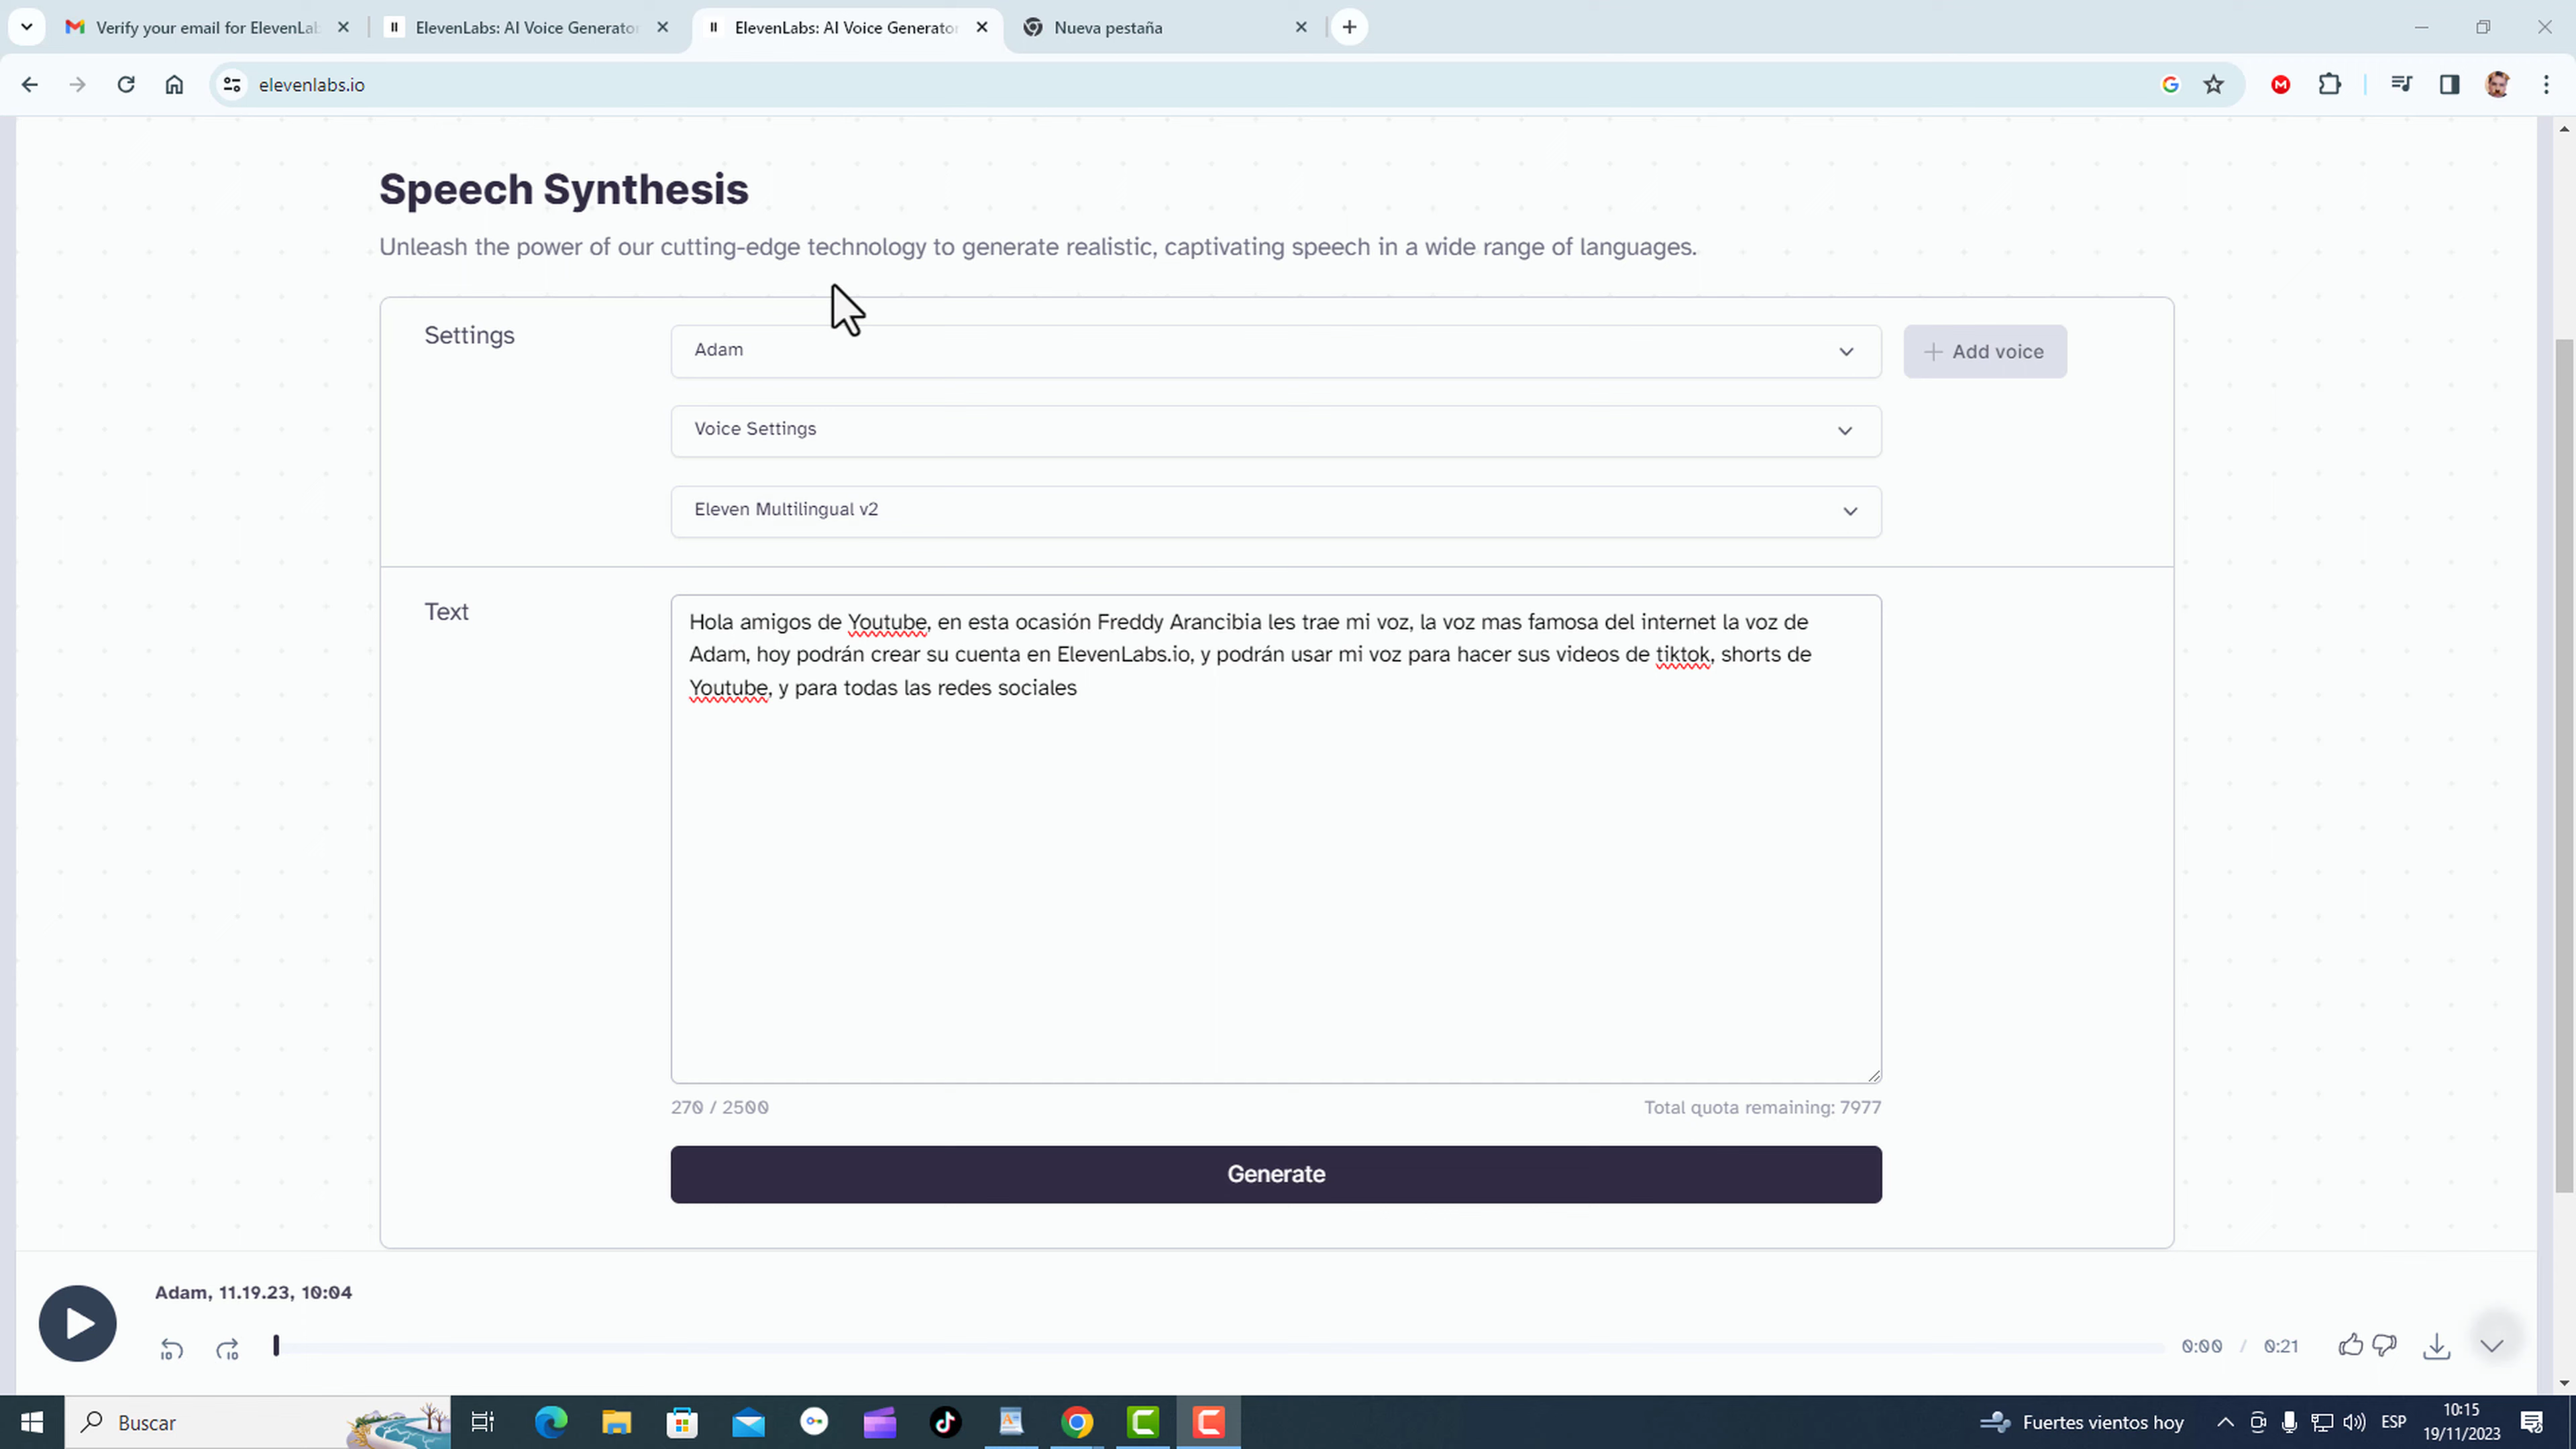 Verify your email for ElevenLa
ElevenLabs: AI Voice Generator
ElevenLabs: AI Voice Generator
Nueva pestaña
elevenlabs.io
Speech Synthesis
Unleash the power of our cutting-edge technology to generate realistic, captivating speech in a wide range of languages.
Settings
Adam
Add voice
Voice Settings
Eleven Multilingual v2
Text
Hola amigos de Youtube, en esta ocasión Freddy Arancibia les trae mi voz, la voz mas famosa del internet la voz de
Adam, hoy podrán crear su cuenta en ElevenLabs.io, y podrán usar mi voz para hacer sus videos de tiktok, shorts de
Youtube, y para todas las redes sociales
270 / 2500
Total quota remaining: 7977
Generate
Adam, 11.19.23, 10:04
10
10
0:00 / 0:21
Buscar
Fuertes vientos hoy
ESP
10:15
19/11/2023